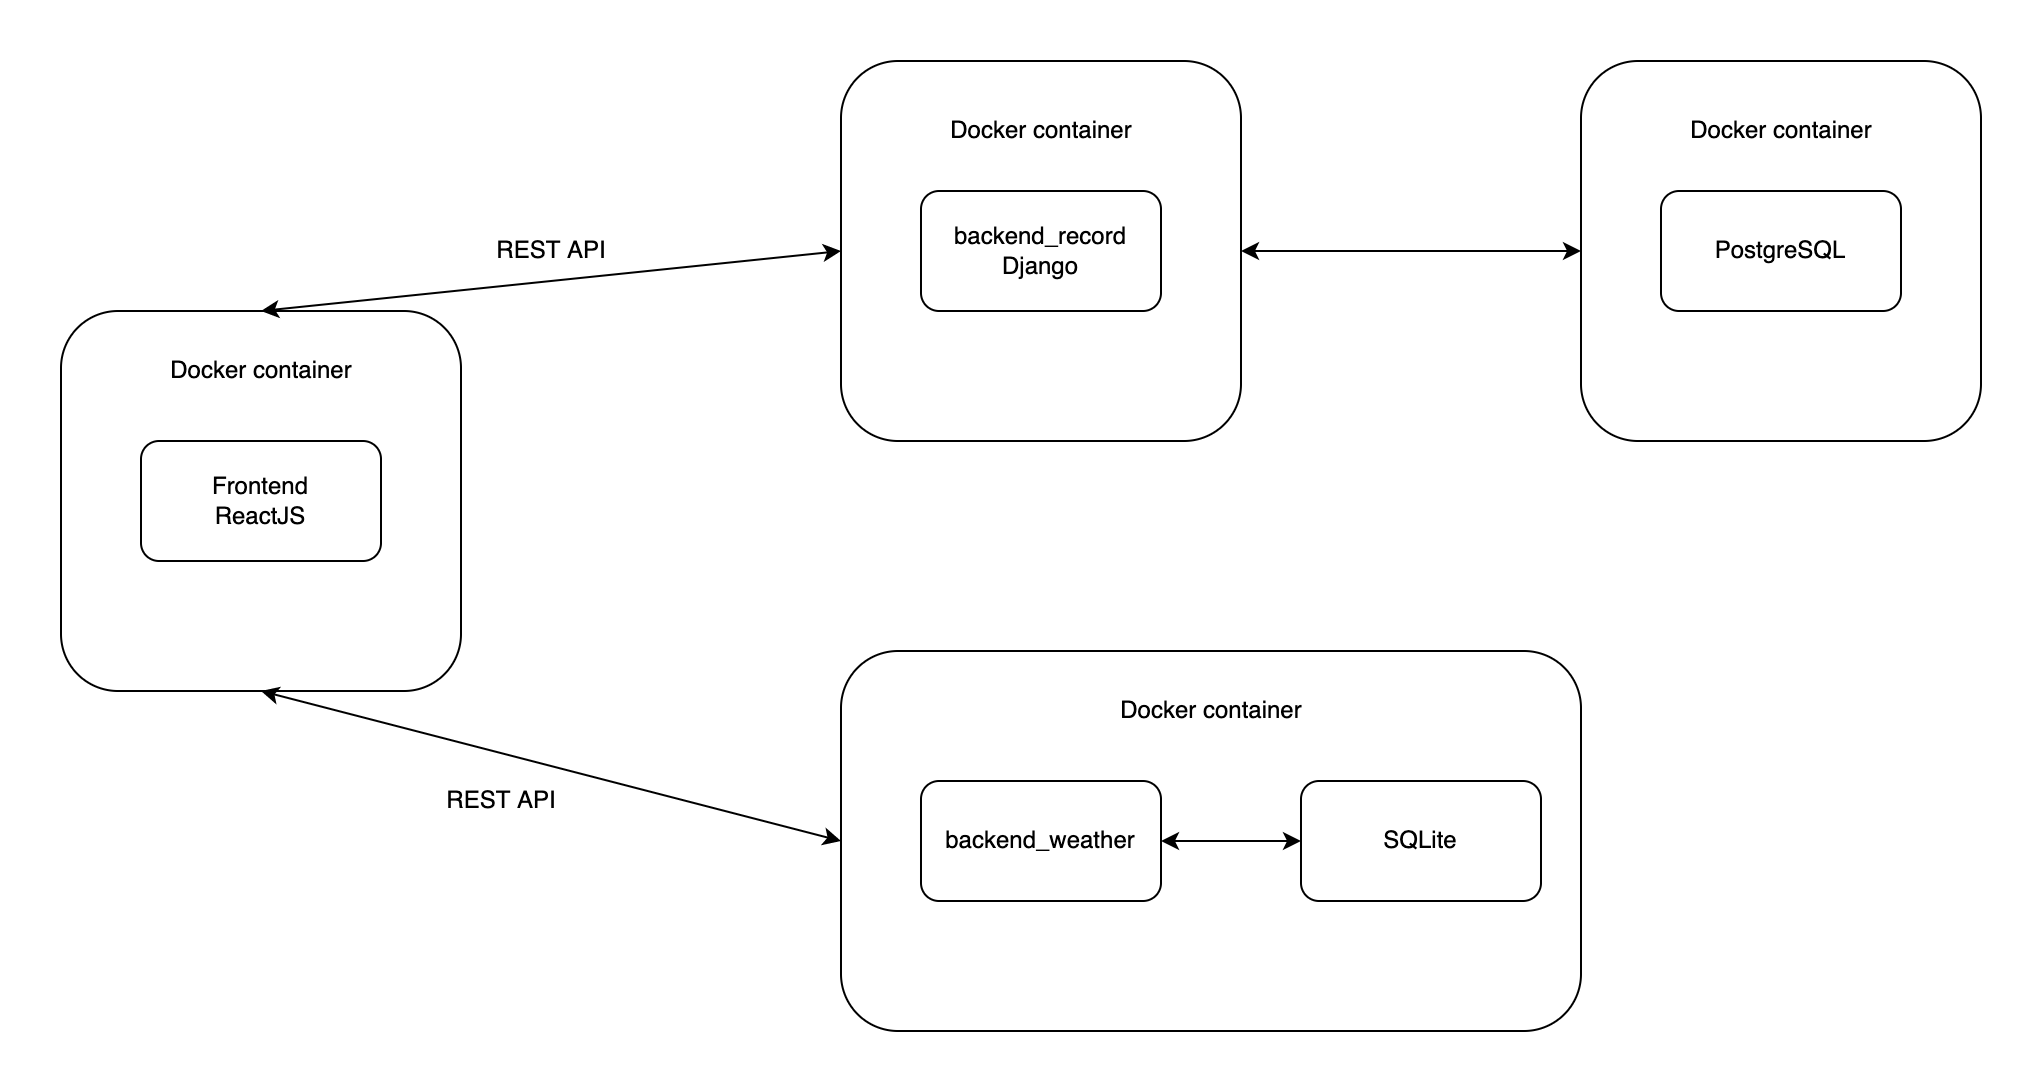 Docker container
backend_record
Django
Docker container
PostgreSQL
REST API
Docker container
Frontend
ReactJS
REST API
Docker container
backend_weather
SQLite